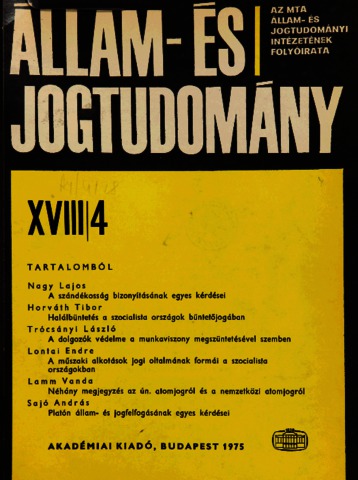 ÁLLAM- ÉS
JOGTUDOMÁNY
AZ MTA
ÁLLAM- ÉS
JOGTUDOMÁNYI
INTÉZETÉNEK
FOLYÓIRATA
XVIII/4
TARTALOMBÓL
Nagy Lajos
A szándékosság bizonyításának egyes kérdései
Horváth Tibor
Halálbüntetés a szocialista országok büntetőjogában
Trócsányi László
A dolgozók védelme a munkaviszony megszüntetésével szemben
Lontai Endre
A műszaki alkotások jogi oltalmának formái a szocialista
országokban
Lamm Vanda
Néhány megjegyzés az ún. atomjogról és a nemzetközi atomjogról
Sajó András
Platón állam- és jogfelfogásának egyes kérdései
AKADÉMIAI KIADÓ, BUDAPEST 1975